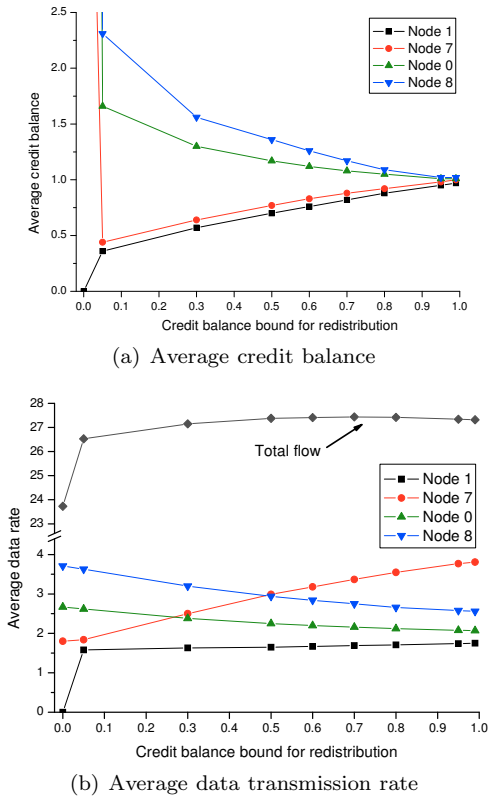 2.5
2.0
1.5
1.0
0.5
0.0
Average credit balance
Node 1
Node 7
Node 0
Node 8
0.0 0.1 0.2 0.3 0.4 0.5 0.6 0.7 0.8 0.9 1.0
Credit balance bound for redistribution
(a) Average credit balance
28
27
26
25
24
23
4
3
2
1
0
Average data rate
Total flow
Node 1
Node 7
Node 0
Node 8
0.0 0.1 0.2 0.3 0.4 0.5 0.6 0.7 0.8 0.9 1.0
Credit balance bound for redistribution
(b) Average data transmission rate